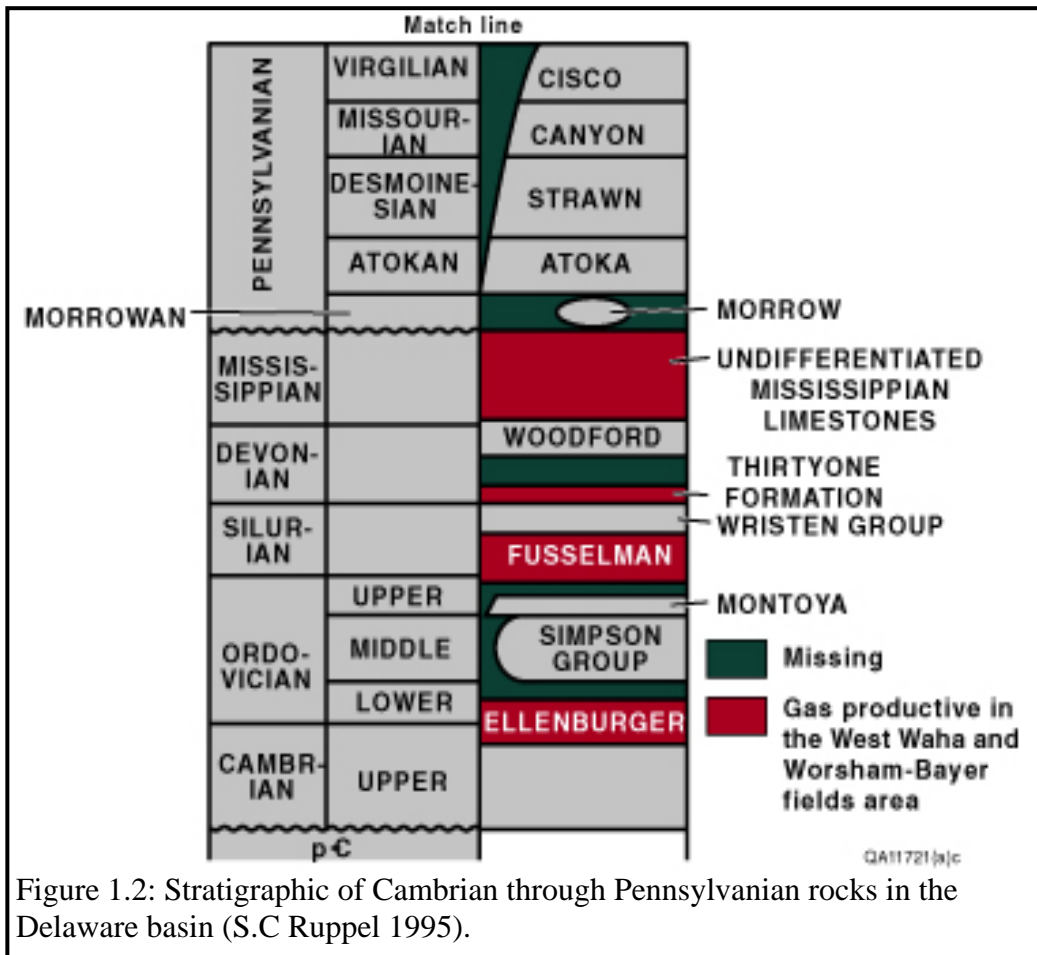 Match line
PENNSYLVANIAN
VIRGILIAN
CISCO
MISSOUR-
IAN
CANYON
DESMOINE-
SIAN
STRAWN
ATOKAN
ATOKA
MORROWAN
MORROW
MISSIS-
SIPPIAN
UNDIFFERENTIATED
MISSISSIPPIAN
LIMESTONES
WOODFORD
DEVON-
IAN
THIRTYONE
FORMATION
WRISTEN GROUP
SILUR-
IAN
FUSSELMAN
UPPER
MONTOYA
ORDO-
VICIAN
MIDDLE
SIMPSON
GROUP
LOWER
ELLENBURGER
CAMBR-
IAN
UPPER
p-C
Missing
Gas productive in
the West Waha and
Worsham-Bayer
fields area
QA11721(a)c
Figure 1.2: Stratigraphic of Cambrian through Pennsylvanian rocks in the
Delaware basin (S.C Ruppel 1995).